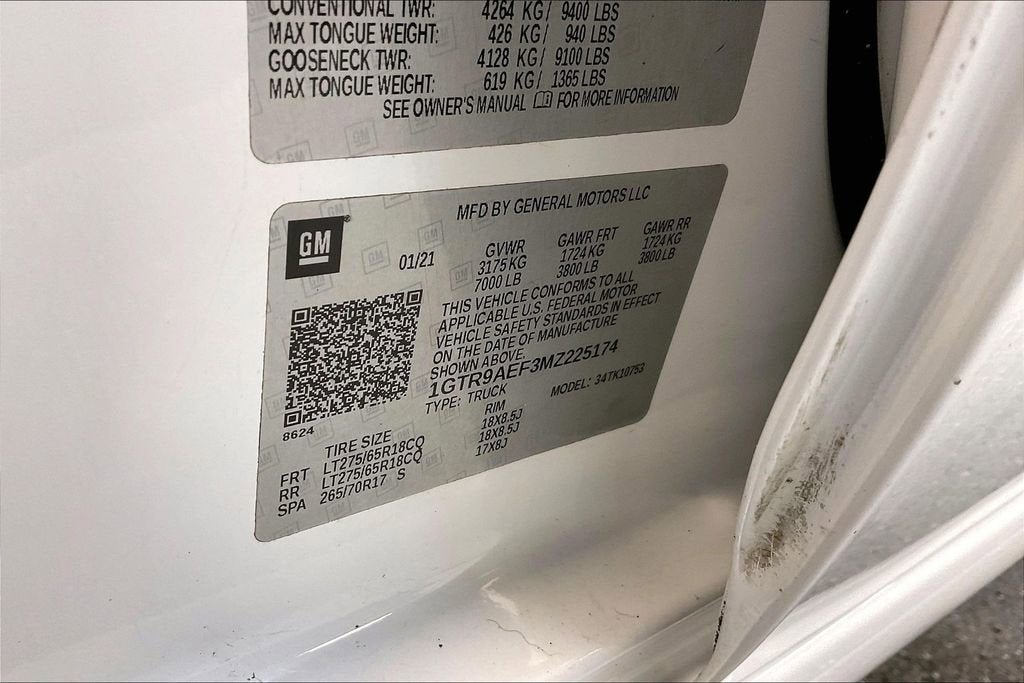 CONVENTIONAL TWR: 4264 KG/ 9400 LBS
MAX TONGUE WEIGHT: 426 KG/ 940 LBS
GOOSENECK TWR: 4128 KG/ 9100 LBS
MAX TONGUE WEIGHT: 619 KG/ 1365 LBS
SEE OWNER'S MANUAL FOR MORE INFORMATION
GM
MFD BY GENERAL MOTORS LLC
01/21
GVWR GAWR FRT GAWR RR
3175 KG 1724 KG 1724 KG
7000 LB 3800 LB 3800 LB
THIS VEHICLE CONFORMS TO ALL
APPLICABLE U.S. FEDERAL MOTOR
VEHICLE SAFETY STANDARDS IN EFFECT
ON THE DATE OF MANUFACTURE
SHOWN ABOVE.
1GTR9AEF3MZ225174
TYPE: TRUCK MODEL: 34TK10753
8624
TIRE SIZE RIM
FRT LT275/65R18CQ 18X8.5J
RR LT275/65R18CQ 18X8.5J
SPA 265/70R17 S 17X8J